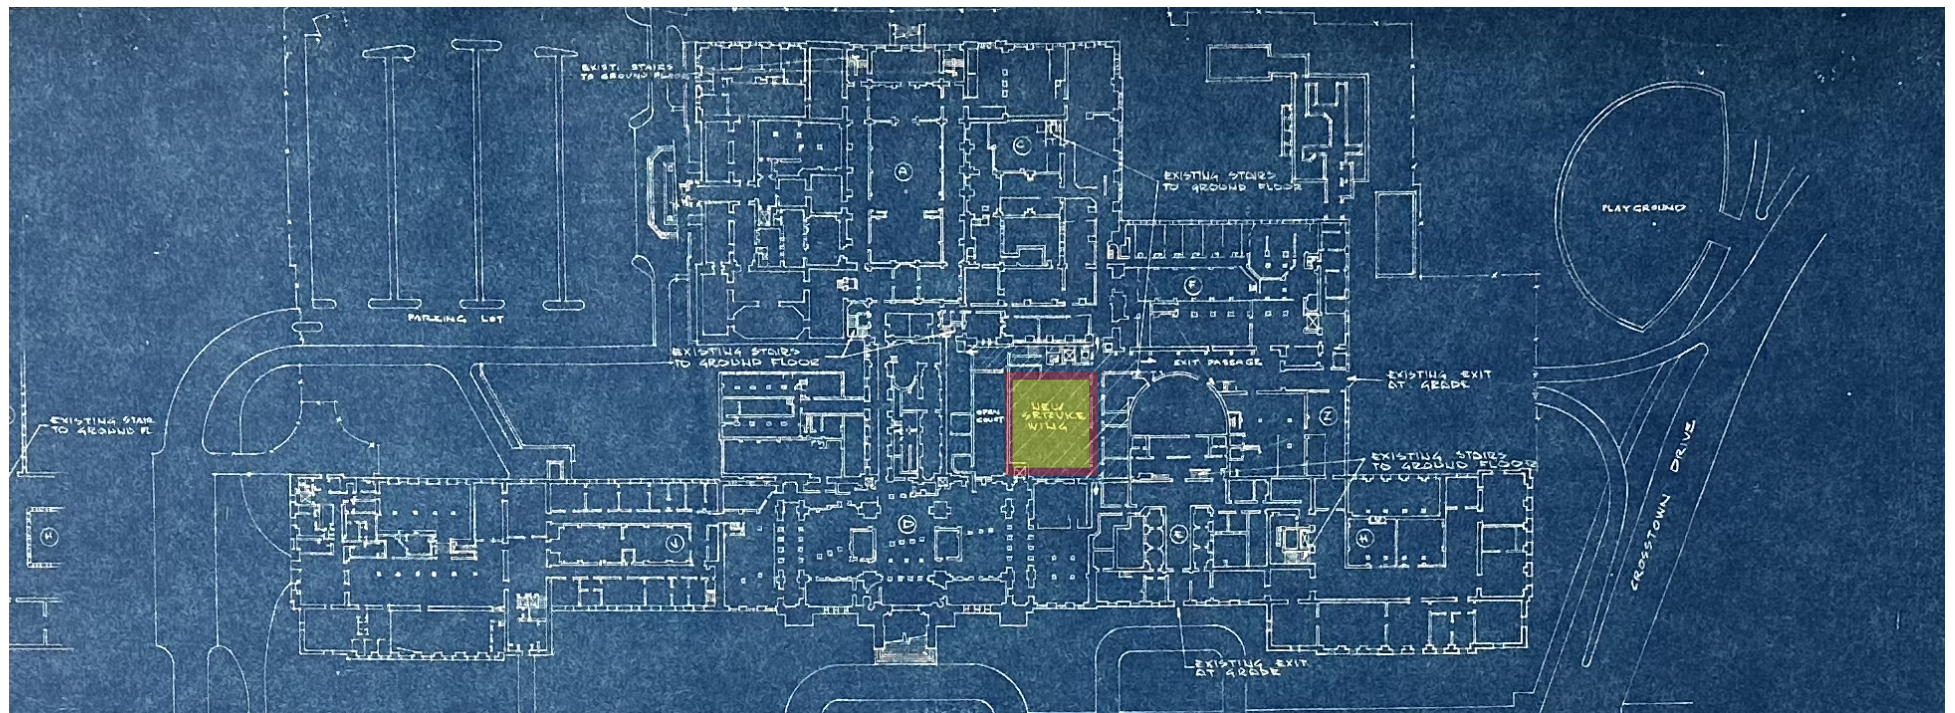 EXIST. STAIRS
TO GROUND FLOOR
A
C
EXISTING STAIRS
TO GROUND FLOOR
PLAYGROUND
F
PARKING LOT
EXISTING STAIRS
TO GROUND FLOOR
EXIT PASSAGE
EXISTING EXIT
AT GRADE
OPEN
COURT
NEW
SERVICE
WING
Z
EXISTING STAIR
TO GROUND FL
EXISTING STAIRS
TO GROUND FLOOR
D
H
CROSSTOWN DRIVE
EXISTING EXIT
AT GRADE